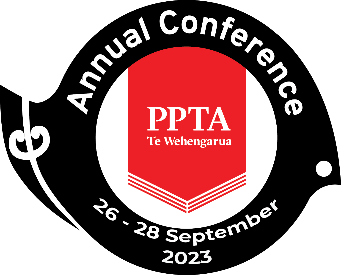 Annual Conference
PPTA
Te Wehengarua
26 - 28 September
2023